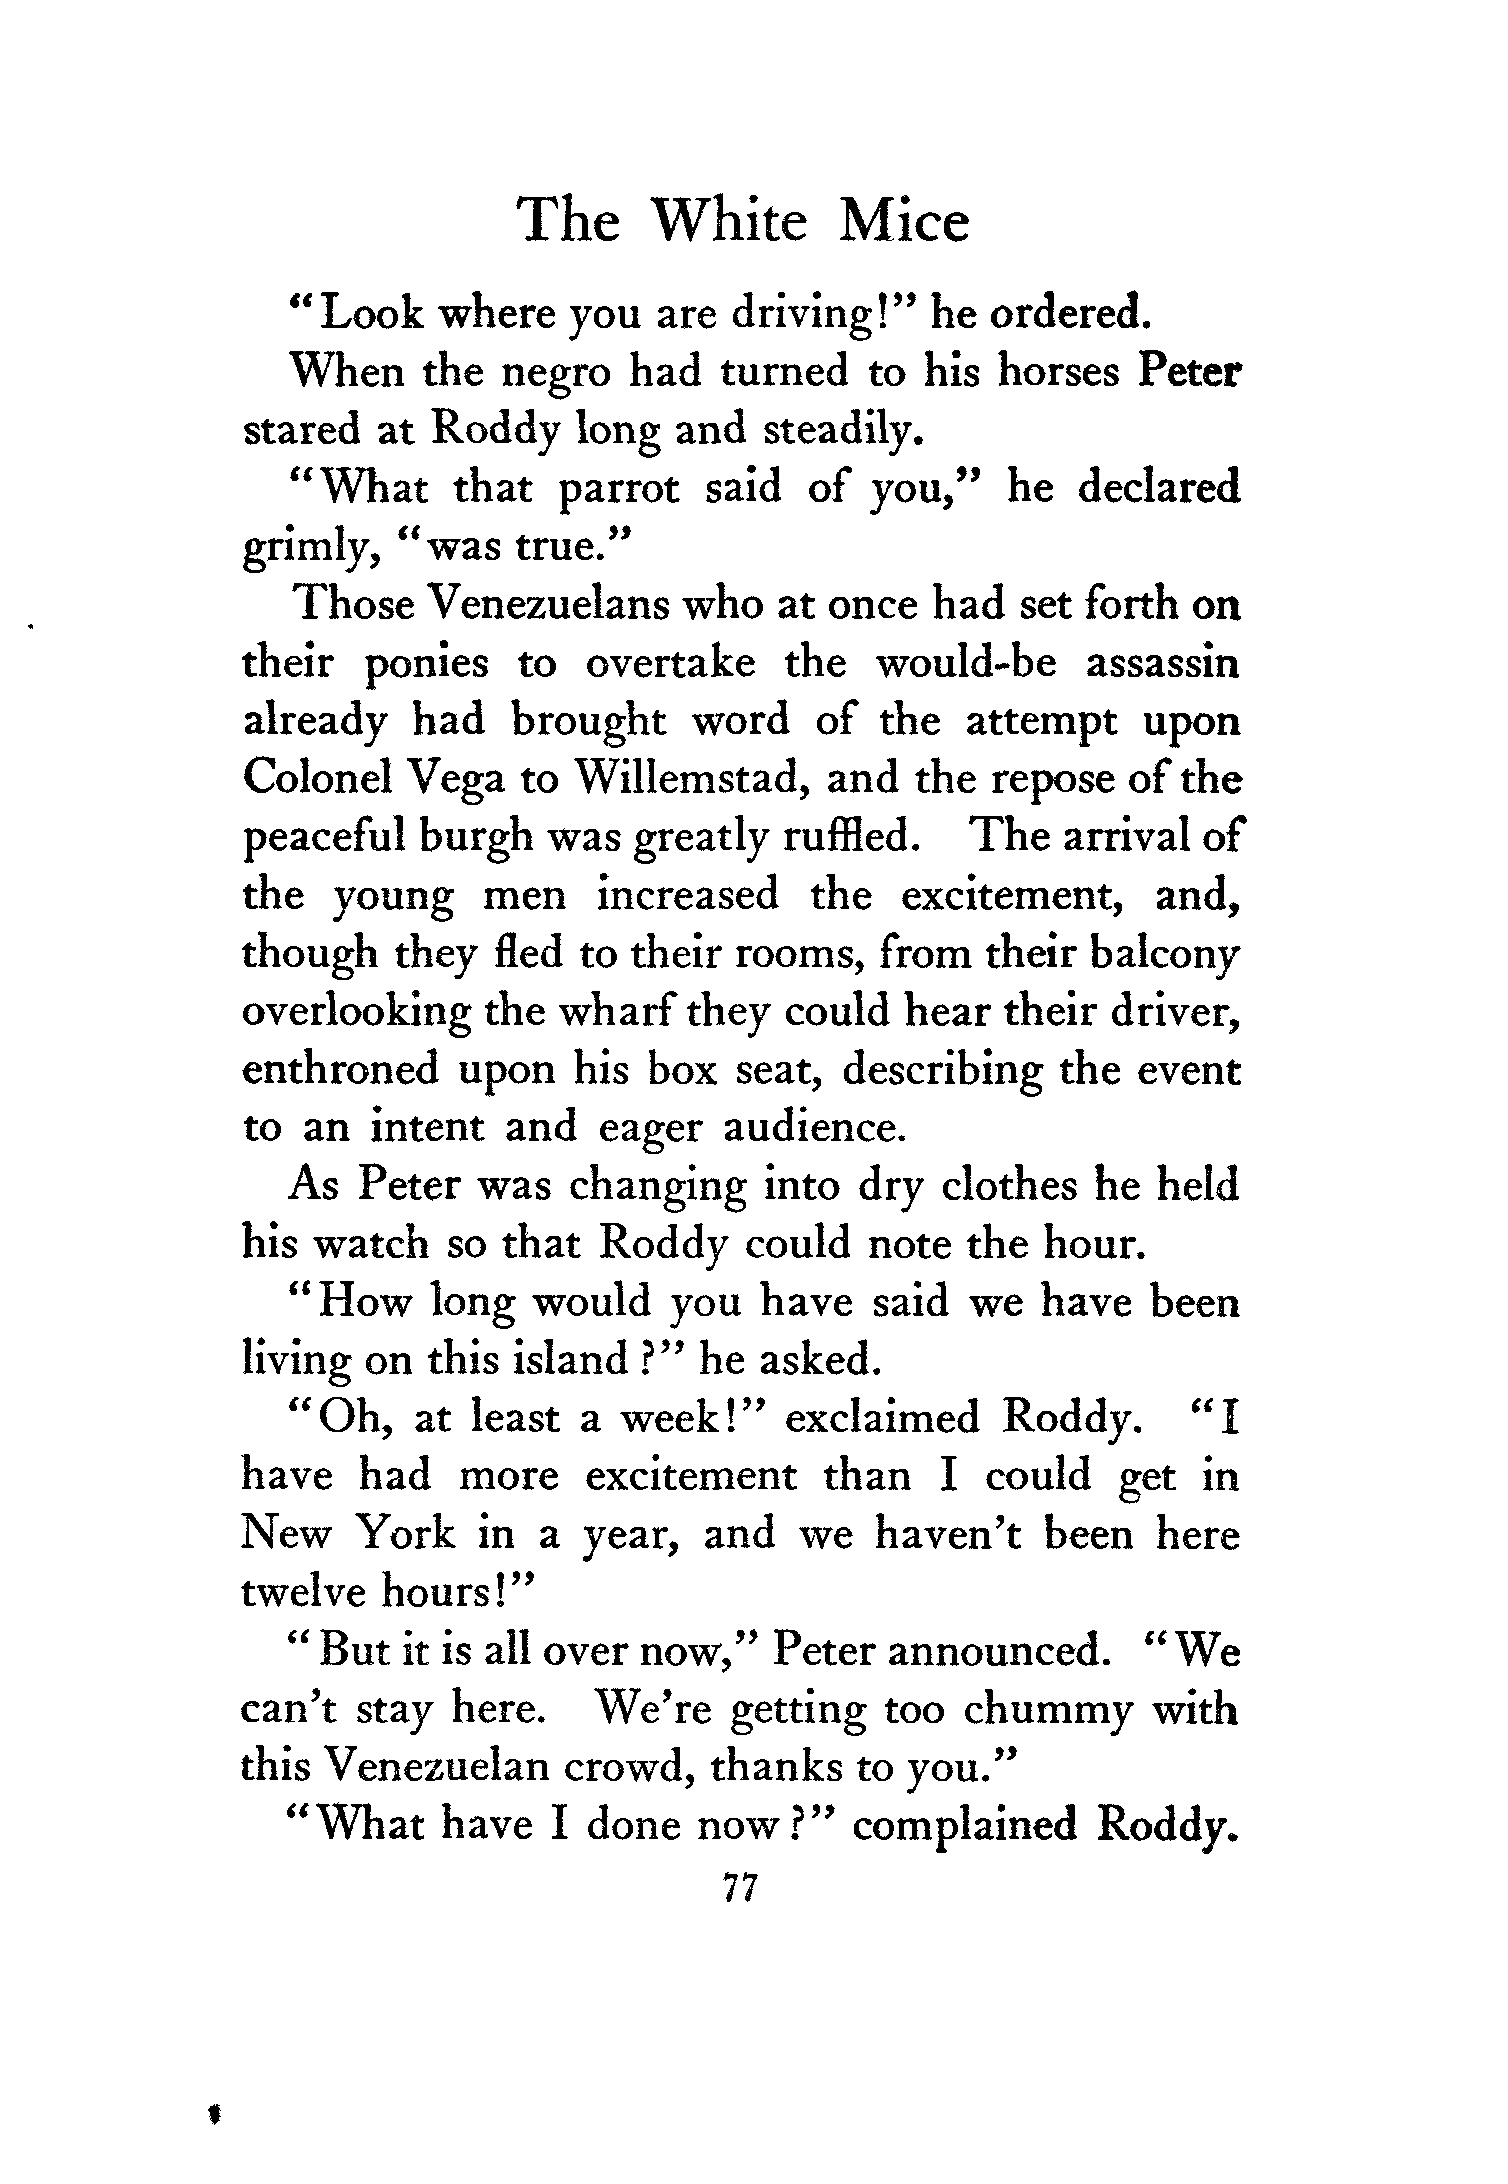 The White Mice
“Look where you are driving!” he ordered.
When the negro had turned to his horses Peter
stared at Roddy long and steadily.
“What that parrot said of you,” he declared
grimly, “was true.”
Those Venezuelans who at once had set forth on
their ponies to overtake the would-be assassin
already had brought word of the attempt upon
Colonel Vega to Willemstad, and the repose of the
peaceful burgh was greatly ruffled. The arrival of
the young men increased the excitement, and,
though they fled to their rooms, from their balcony
overlooking the wharf they could hear their driver,
enthroned upon his box seat, describing the event
to an intent and eager audience.
As Peter was changing into dry clothes he held
his watch so that Roddy could note the hour.
“How long would you have said we have been
living on this island?” he asked.
“Oh, at least a week!” exclaimed Roddy. “I
have had more excitement than I could get in
New York in a year, and we haven’t been here
twelve hours!”
“But it is all over now,” Peter announced. “We
can’t stay here. We’re getting too chummy with
this Venezuelan crowd, thanks to you.”
“What have I done now?” complained Roddy.
77